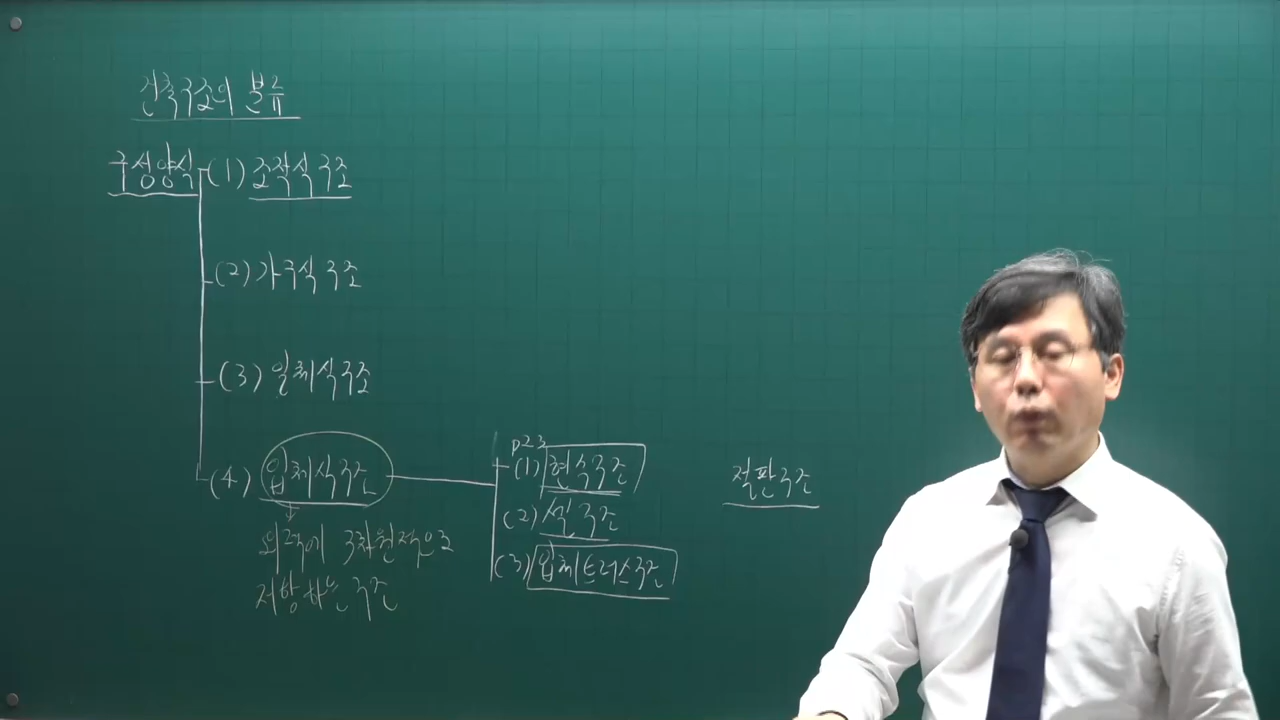 건축구조의 분류
구성양식 (1) 조적식 구조
(2) 가구식 구조
(3) 일체식 구조
(4) 입체식 구조
외력에 3차원적으로
저항하는 구조
p23
(1) 현수구조
(2) 구조
(3) 입체트러스구조
절판구조